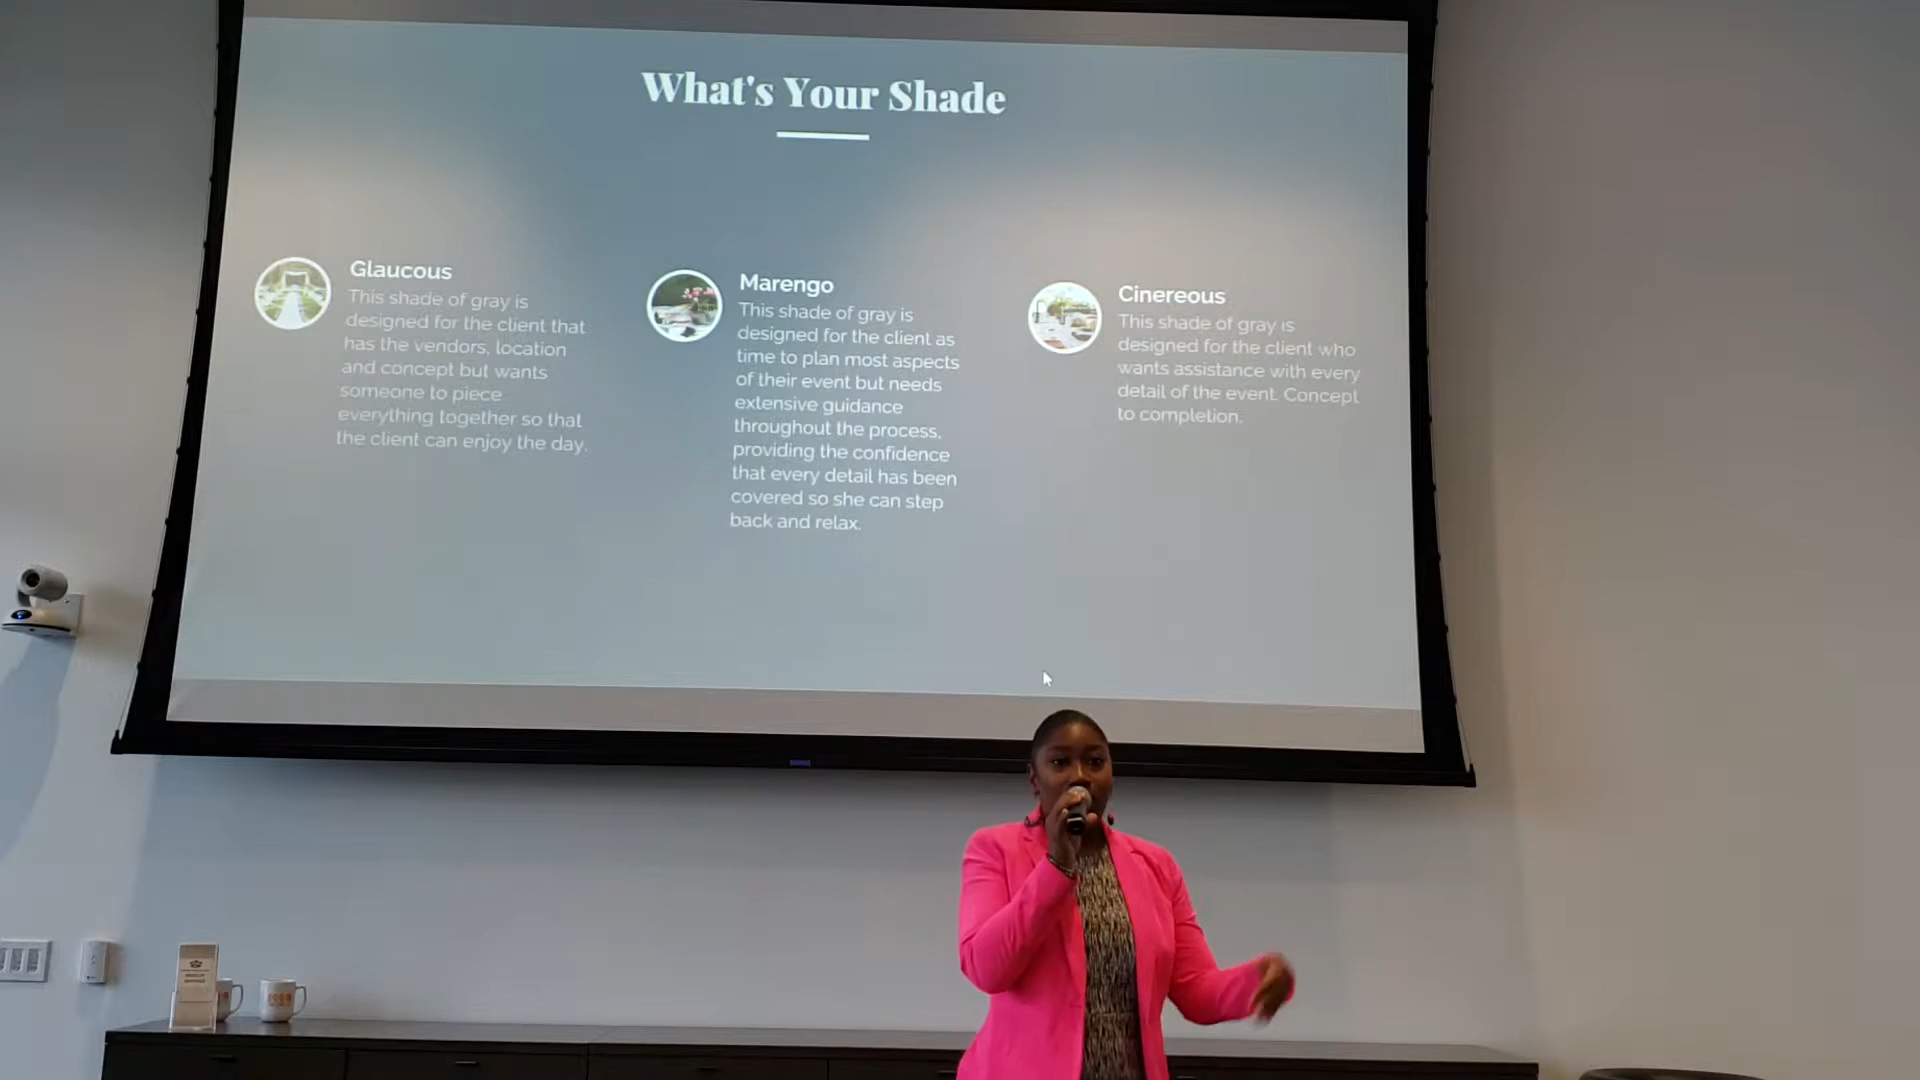 What's Your Shade
Glaucous
This shade of gray is
designed for the client that
has the vendors, location
and concept but wants
someone to piece
everything together so that
the client can enjoy the day.
Marengo
This shade of gray is
designed for the client as
time to plan most aspects
of their event but needs
extensive guidance
throughout the process,
providing the confidence
that every detail has been
covered so she can step
back and relax.
Cinereous
This shade of gray is
designed for the client who
wants assistance with every
detail of the event. Concept
to completion.